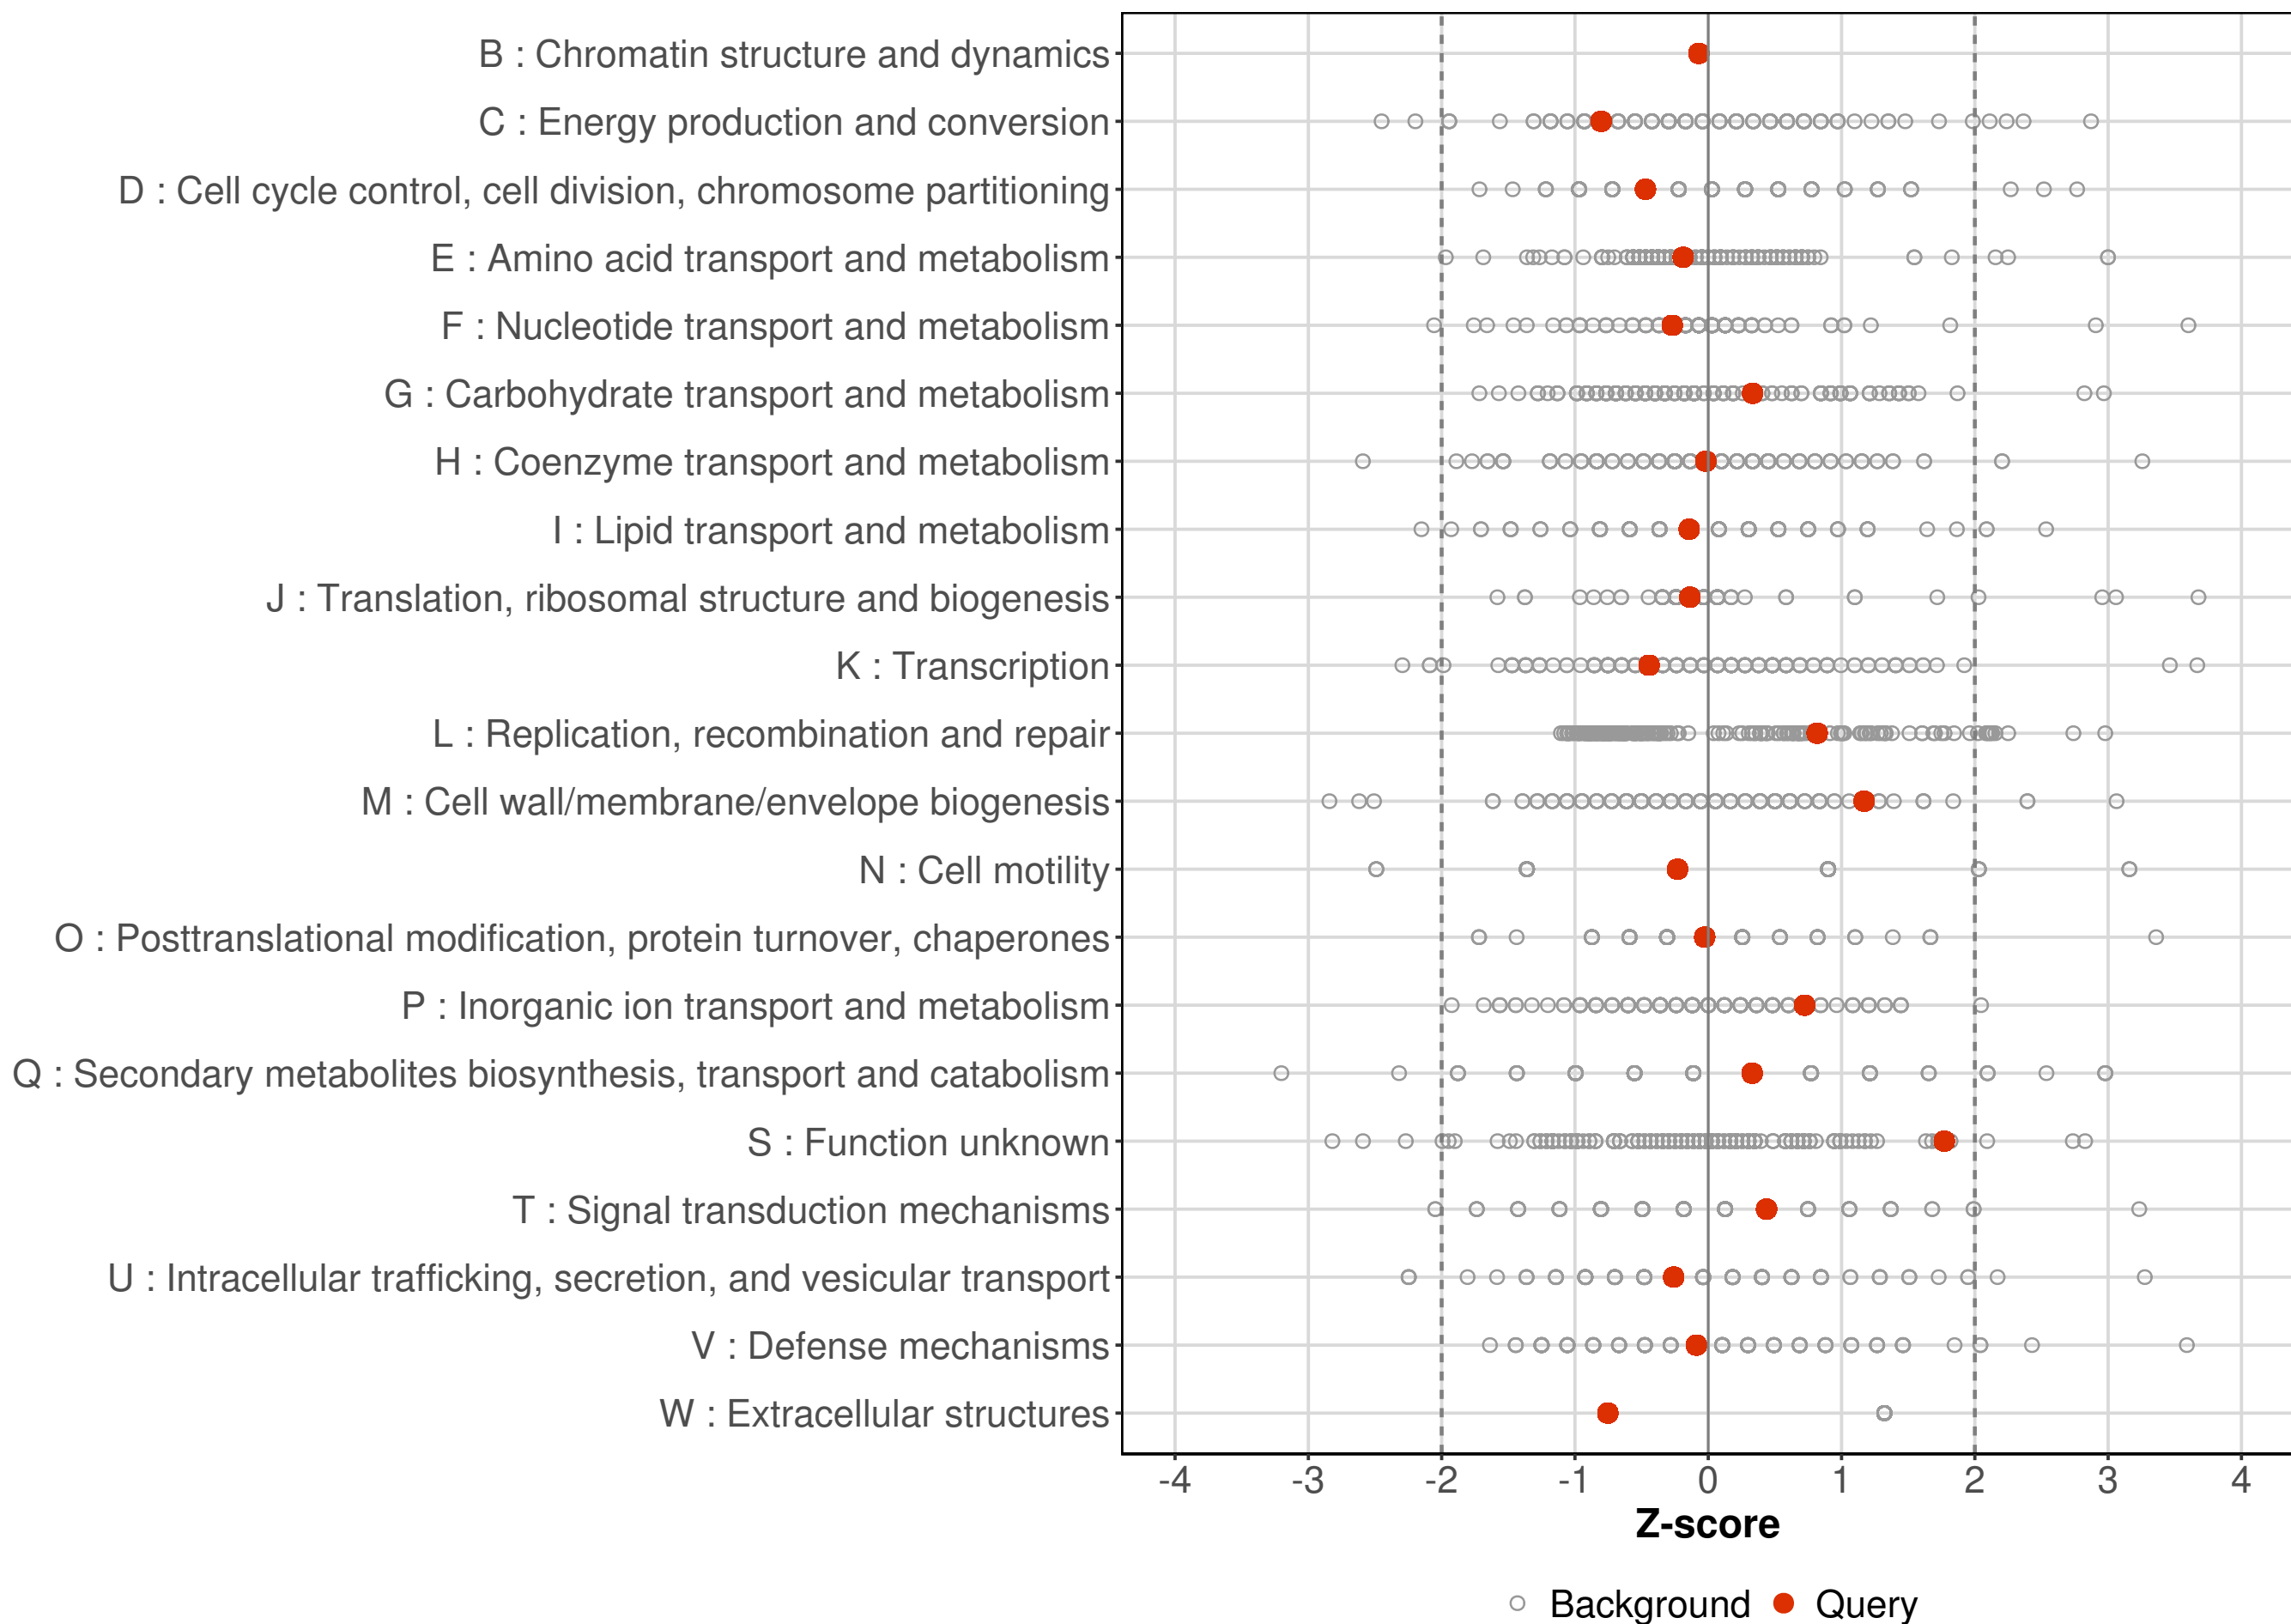 B : Chromatin structure and dynamics
C : Energy production and conversion
D : Cell cycle control, cell division, chromosome partitioning
E : Amino acid transport and metabolism
F : Nucleotide transport and metabolism
G : Carbohydrate transport and metabolism
H : Coenzyme transport and metabolism
I : Lipid transport and metabolism
J : Translation, ribosomal structure and biogenesis
K : Transcription
L : Replication, recombination and repair
M : Cell wall/membrane/envelope biogenesis
N : Cell motility
O : Posttranslational modification, protein turnover, chaperones
P : Inorganic ion transport and metabolism
Q : Secondary metabolites biosynthesis, transport and catabolism
S : Function unknown
T : Signal transduction mechanisms
U : Intracellular trafficking, secretion, and vesicular transport
V : Defense mechanisms
W : Extracellular structures
-4 -3 -2 -1 0 1 2 3 4
Z-score
Background Query